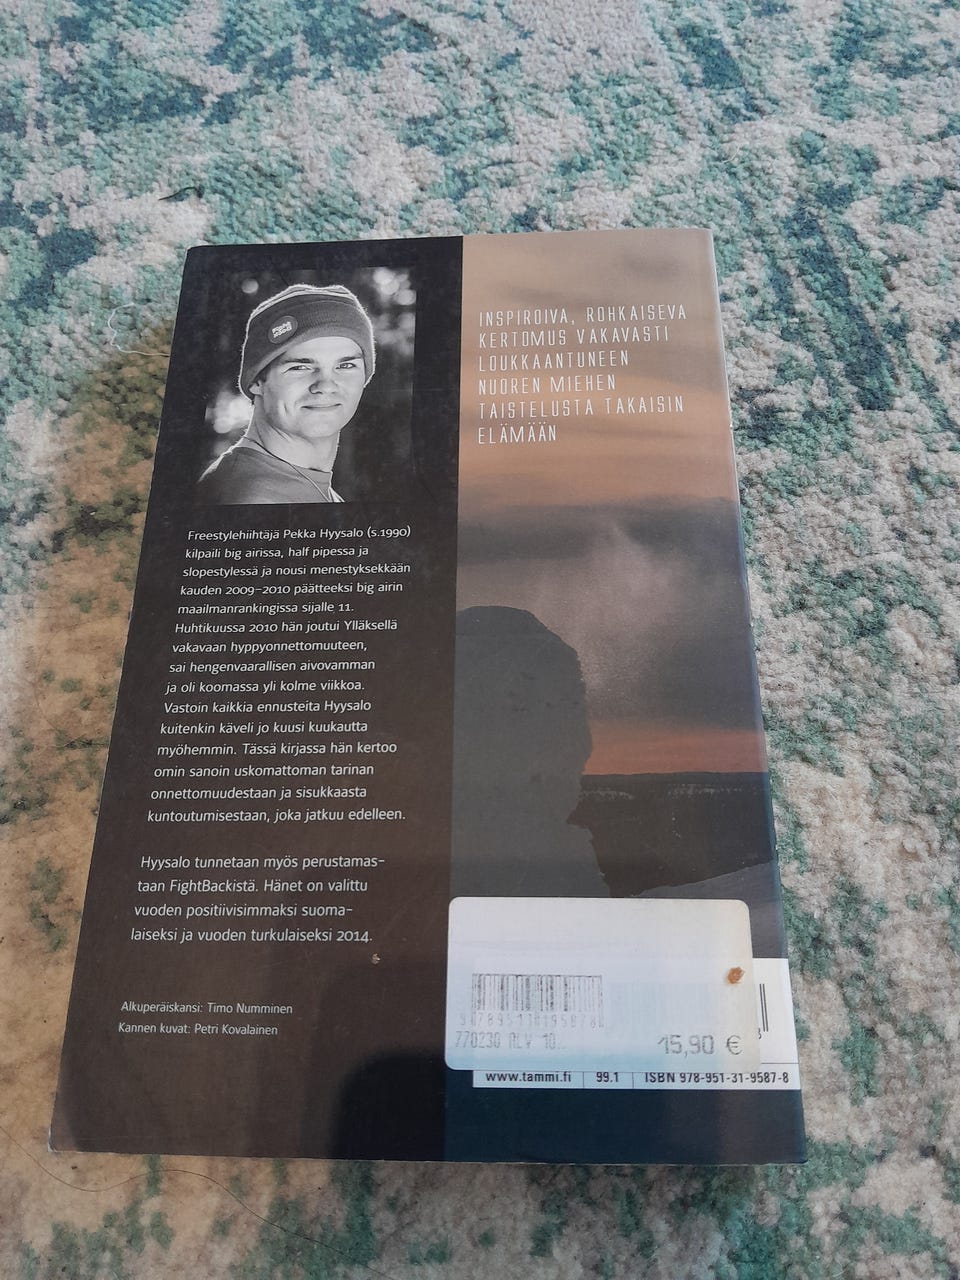 Freestylehiihtäjä Pekka Hyysalo (s.1990)
kilpaili big airissa, half pipessa ja
slopestylessä ja nousi menestyksekkään
kauden 2009–2010 päätteeksi big airin
maailmanrankingissa sijalle 11.
Huhtikuussa 2010 hän joutui Ylläksellä
vakavaan hyppyonnettomuuteen,
sai hengenvaarallisen aivovamman
ja oli koomassa yli kolme viikkoa.
Vastoin kaikkia ennusteita Hyysalo
kuitenkin käveli jo kuusi kuukautta
myöhemmin. Tässä kirjassa hän kertoo
omin sanoin uskomattoman tarinan
onnettomuudestaan ja sisukkaasta
kuntoutumisestaan, joka jatkuu edelleen.
Hyysalo tunnetaan myös perustamas-
taan FightBackistä. Hänet on valittu
vuoden positiivisimmaksi suoma-
laiseksi ja vuoden turkulaiseksi 2014.
Alkuperäiskansi: Timo Numminen
Kannen kuvat: Petri Kovalainen
INSPIROIVA, ROHKAISEVA
KERTOMUS VAKAVASTI
LOUKKAANTUNEEN
NUOREN MIEHEN
TAISTELUSTA TAKAISIN
ELÄMÄÄN
770230 ALV 10..
15,90 €
www.tammi.fi 99.1 ISBN 978-951-31-9587-8